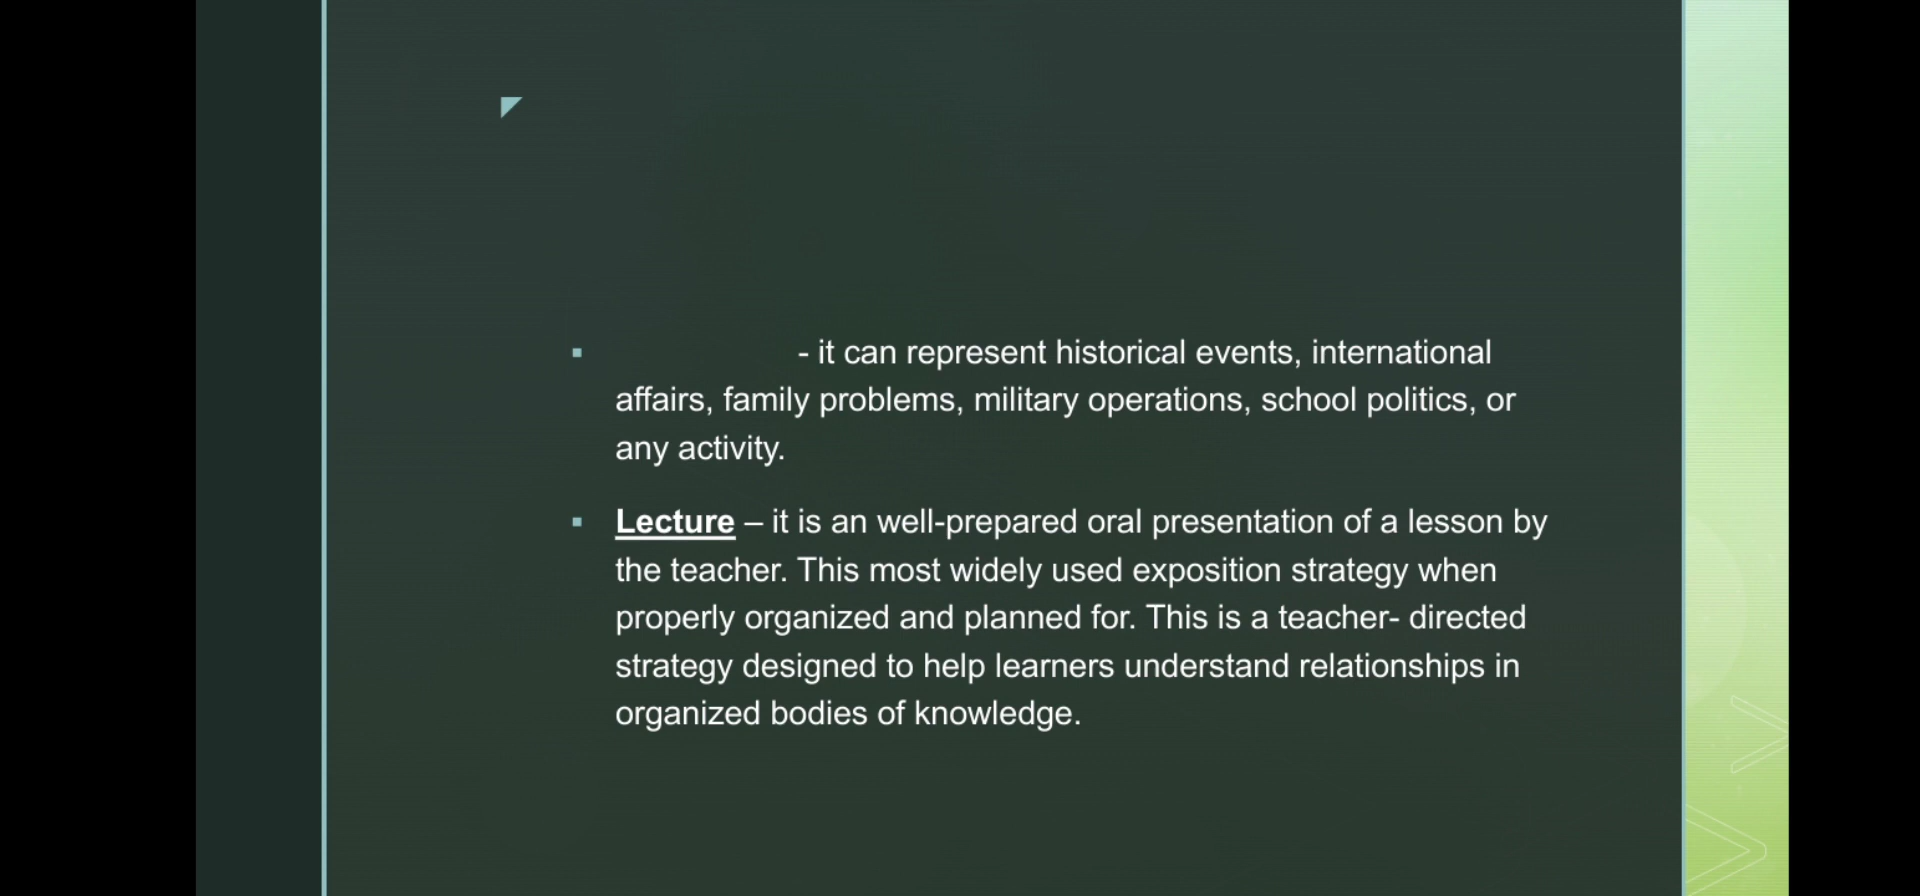 - it can represent historical events, international
affairs, family problems, military operations, school politics, or
any activity.
Lecture – it is an well-prepared oral presentation of a lesson by
the teacher. This most widely used exposition strategy when
properly organized and planned for. This is a teacher- directed
strategy designed to help learners understand relationships in
organized bodies of knowledge.